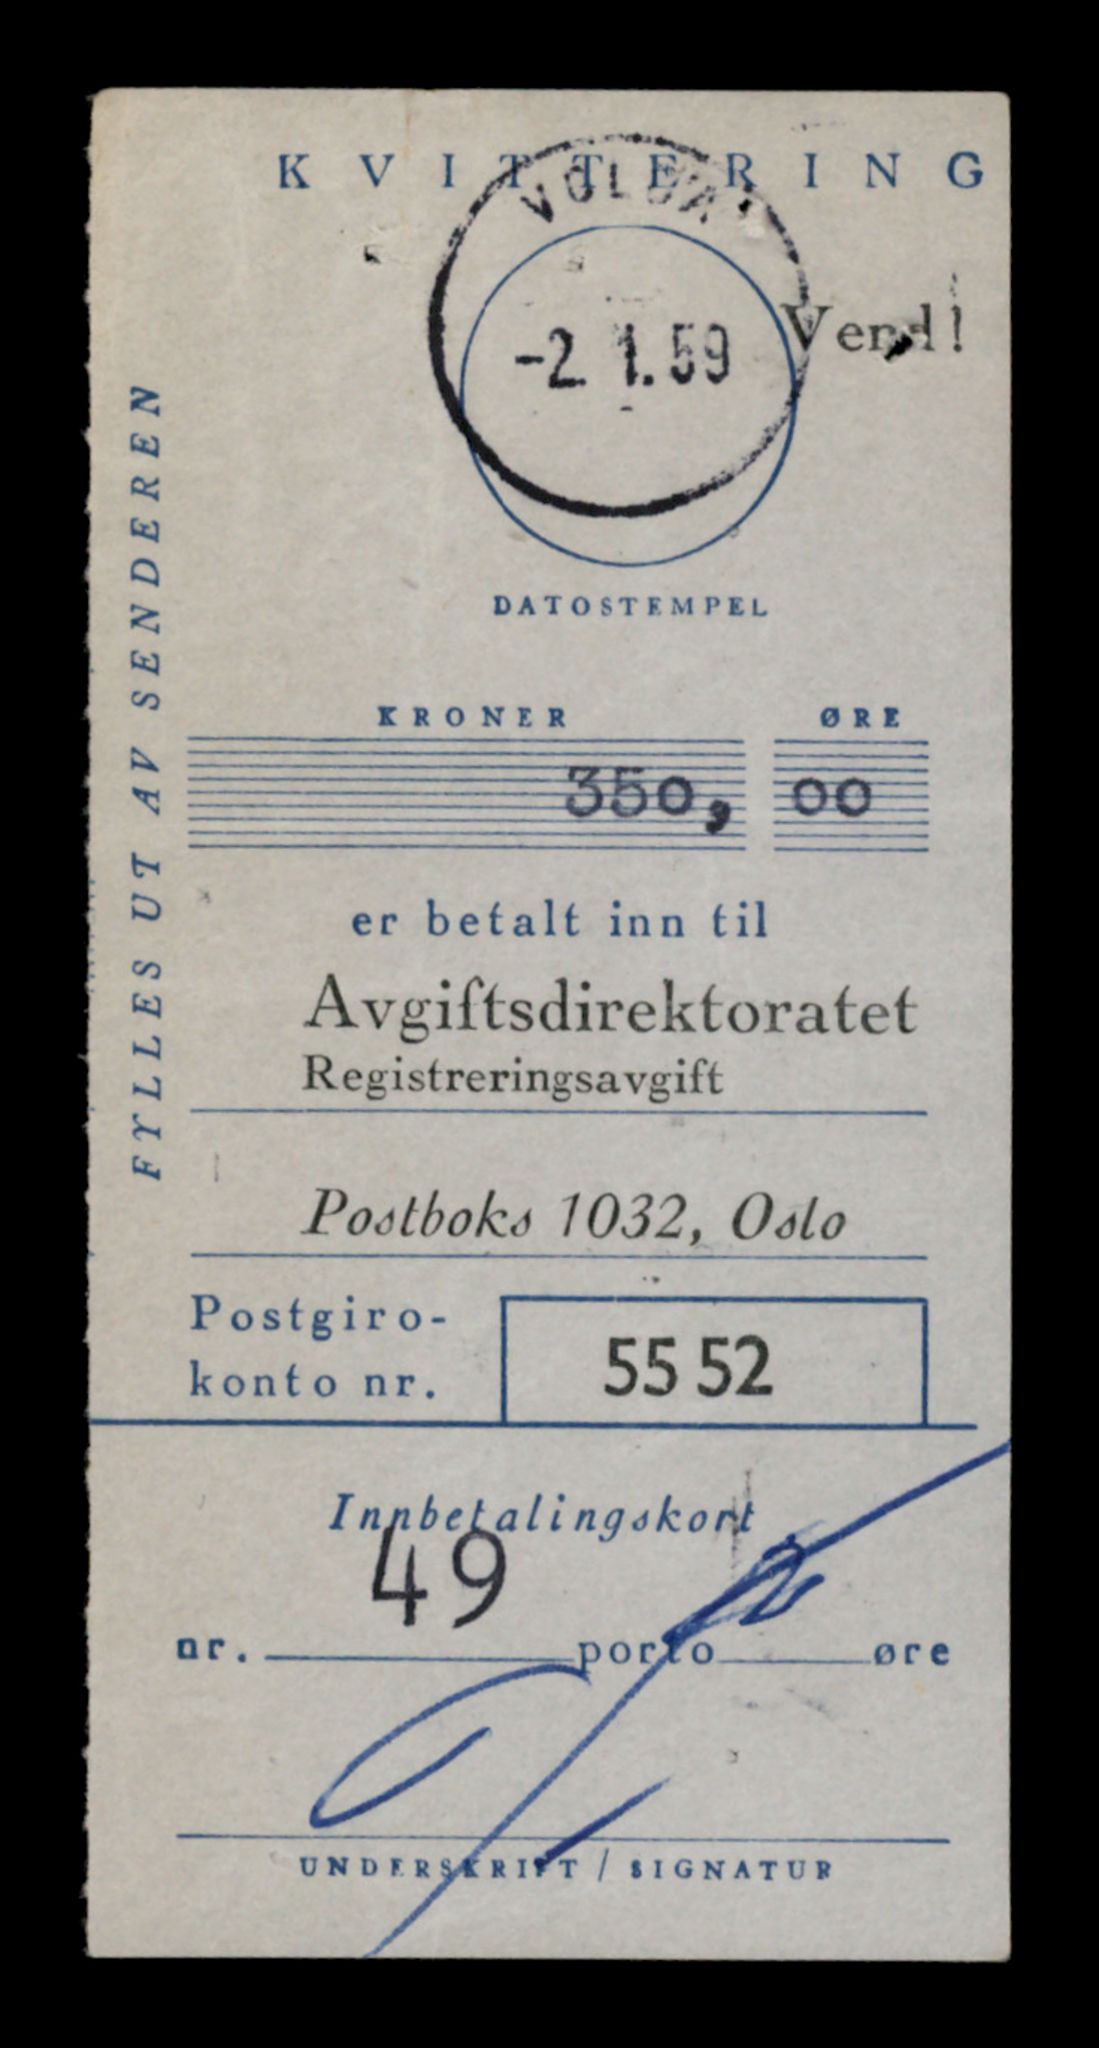 KVITTERING
VOLDA
-2. 1. 59
Vend!
DATOSTEMPEL
FYLLES UT AV SENDEREN
KRONER ØRE
350, 00
er betalt inn til
Avgiftsdirektoratet
Registreringsavgift
Postboks 1032, Oslo
Postgiro-
konto nr.
55 52
Innbetalingskort
49
nr. porto øre
UNDERSKRIFT / SIGNATUR